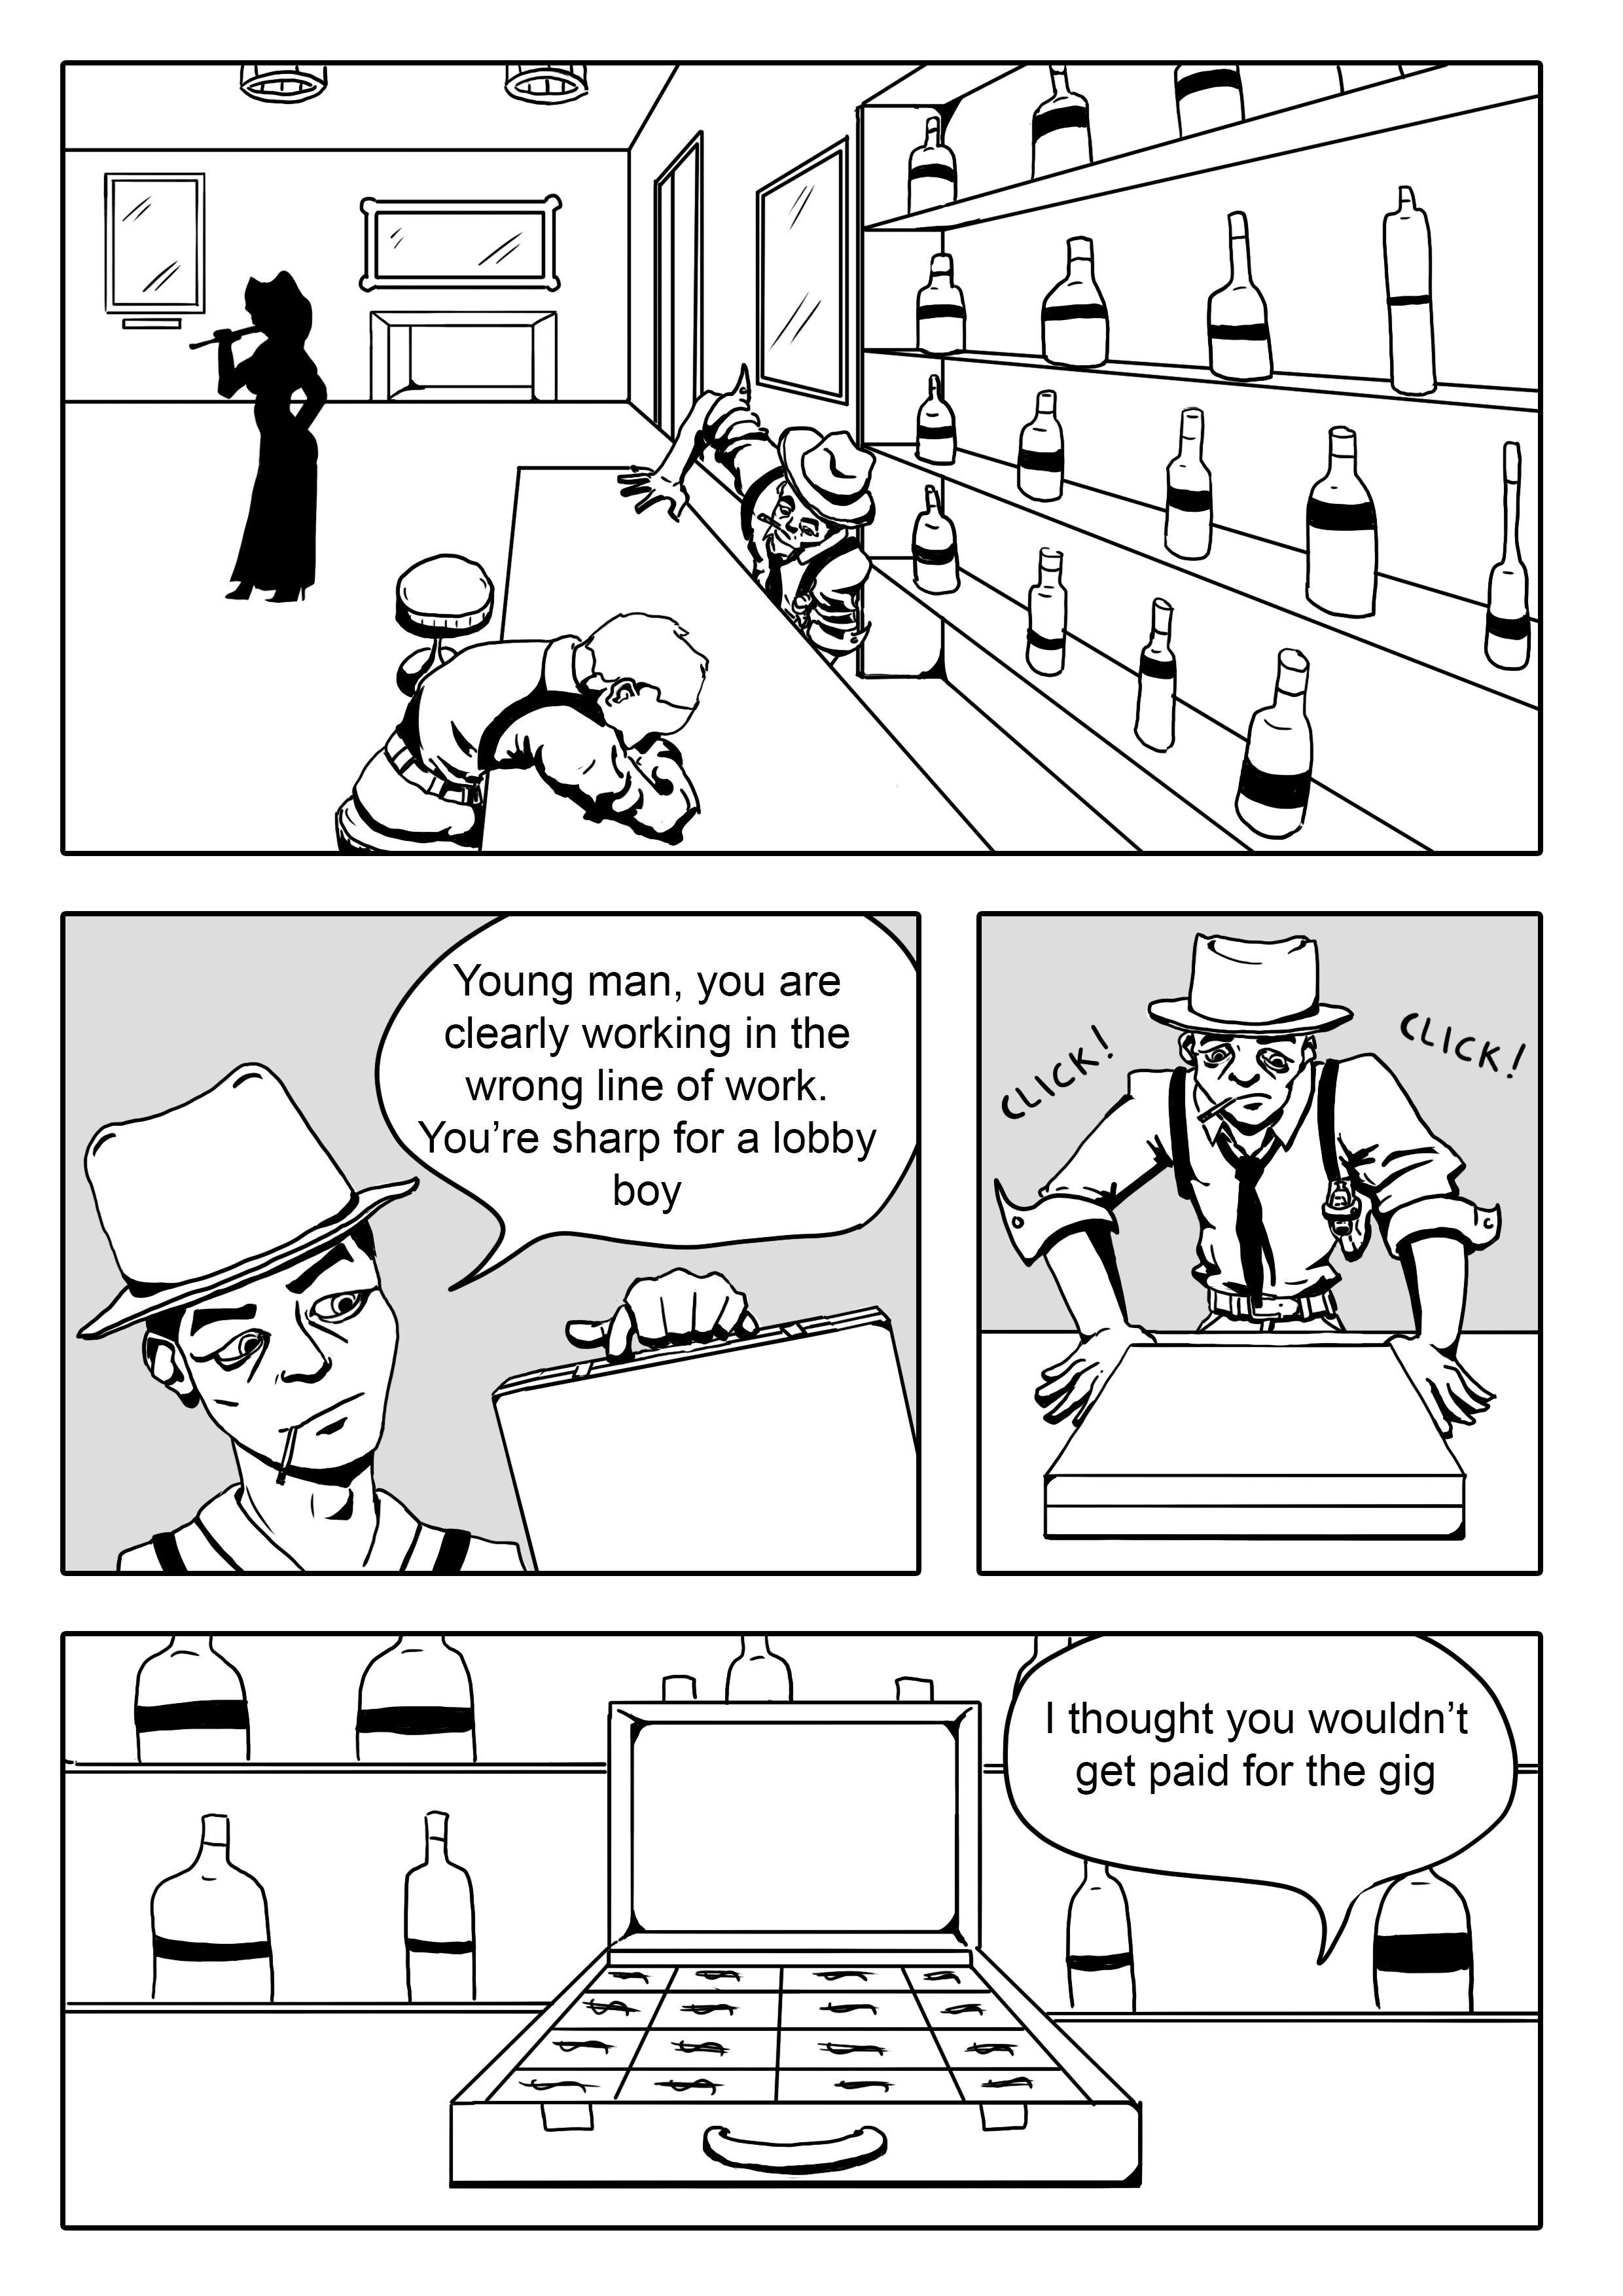 Young man, you are
clearly working in the
wrong line of work.
You’re sharp for a lobby
boy
CLICK!
CLICK!
I thought you wouldn’t
get paid for the gig